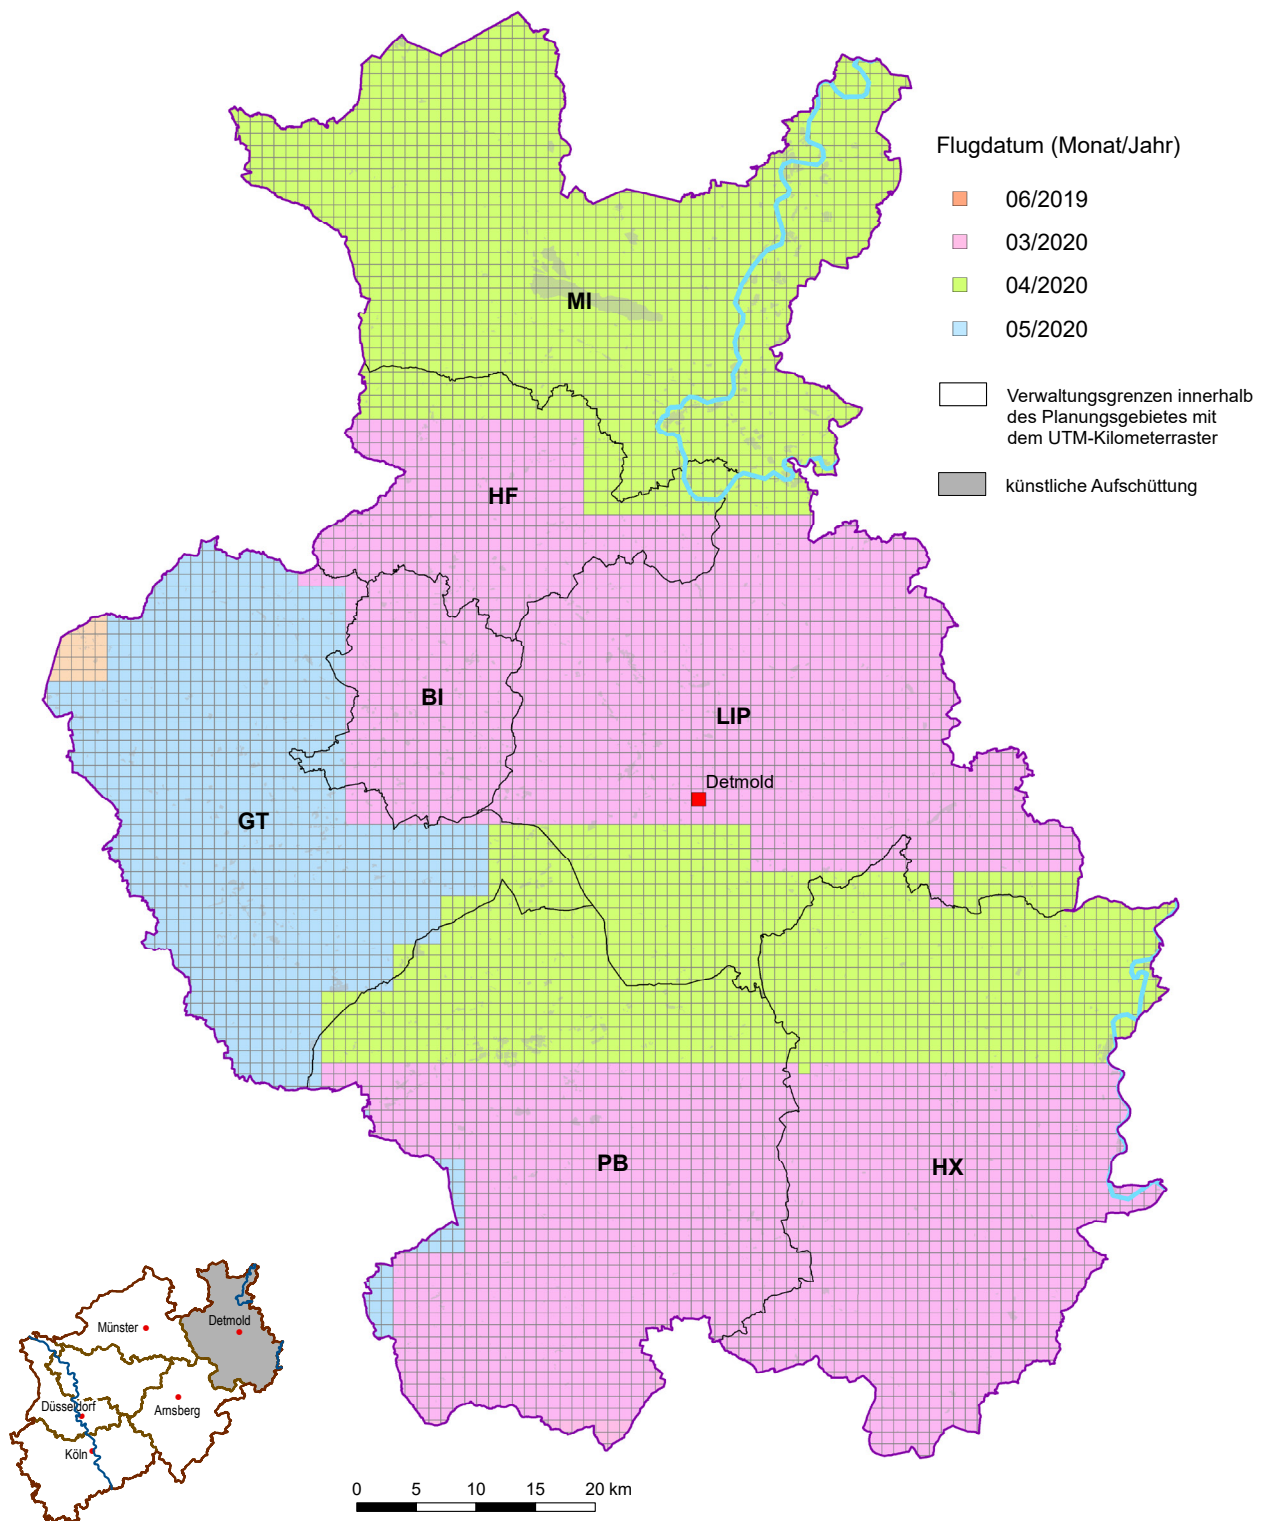 Flugdatum (Monat/Jahr)
06/2019
03/2020
04/2020
05/2020
Verwaltungsgrenzen innerhalb
des Planungsgebietes mit
dem UTM-Kilometerraster
künstliche Aufschüttung
MI
HF
BI
LIP
Detmold
GT
PB
HX
Münster
Detmold
Düsseldorf
Arnsberg
Köln
0 5 10 15 20 km